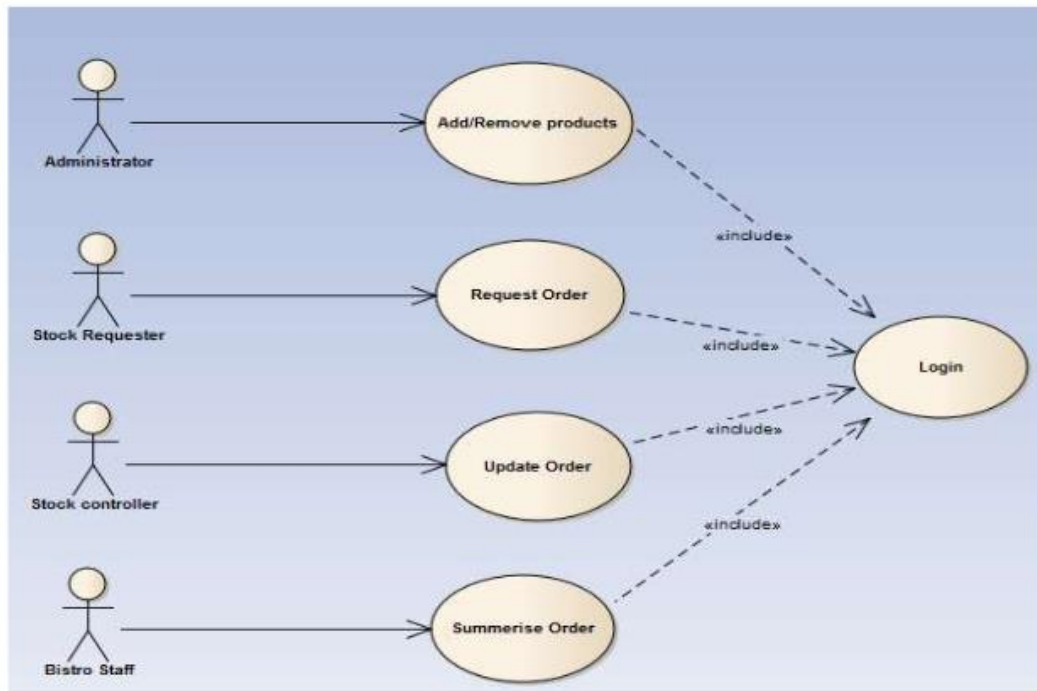 Administrator
Add/Remove products
«include»
Stock Requester
Request Order
«include»
Login
Stock controller
Update Order
«include»
«include»
Bistro Staff
Summerise Order